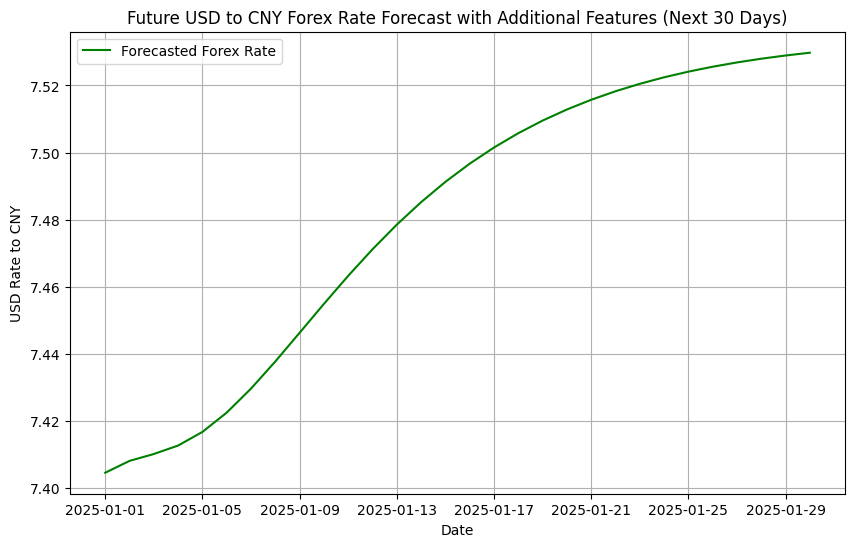 Future USD to CNY Forex Rate Forecast with Additional Features (Next 30 Days)
Forecasted Forex Rate
7.52
7.50
7.48
7.46
7.44
7.42
7.40
USD Rate to CNY
2025-01-01 2025-01-05 2025-01-09 2025-01-13 2025-01-17 2025-01-21 2025-01-25 2025-01-29
Date